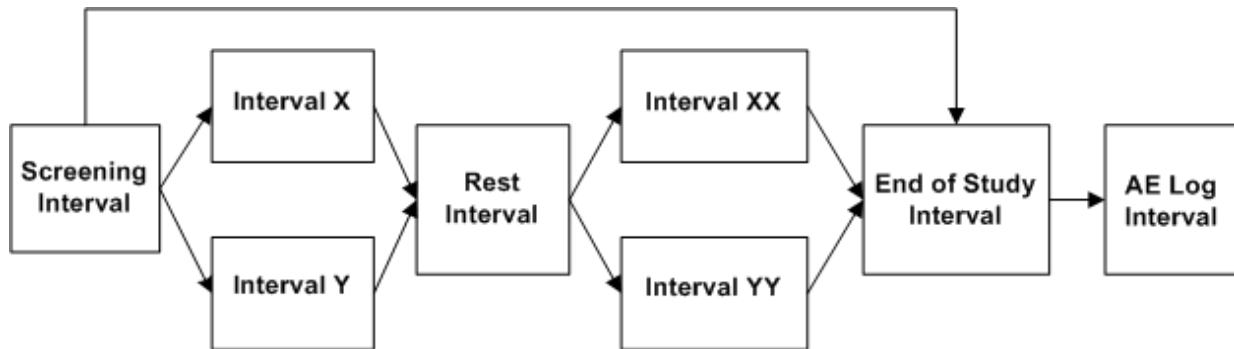 Screening
Interval
Interval X
Interval Y
Rest
Interval
Interval XX
Interval YY
End of Study
Interval
AE Log
Interval